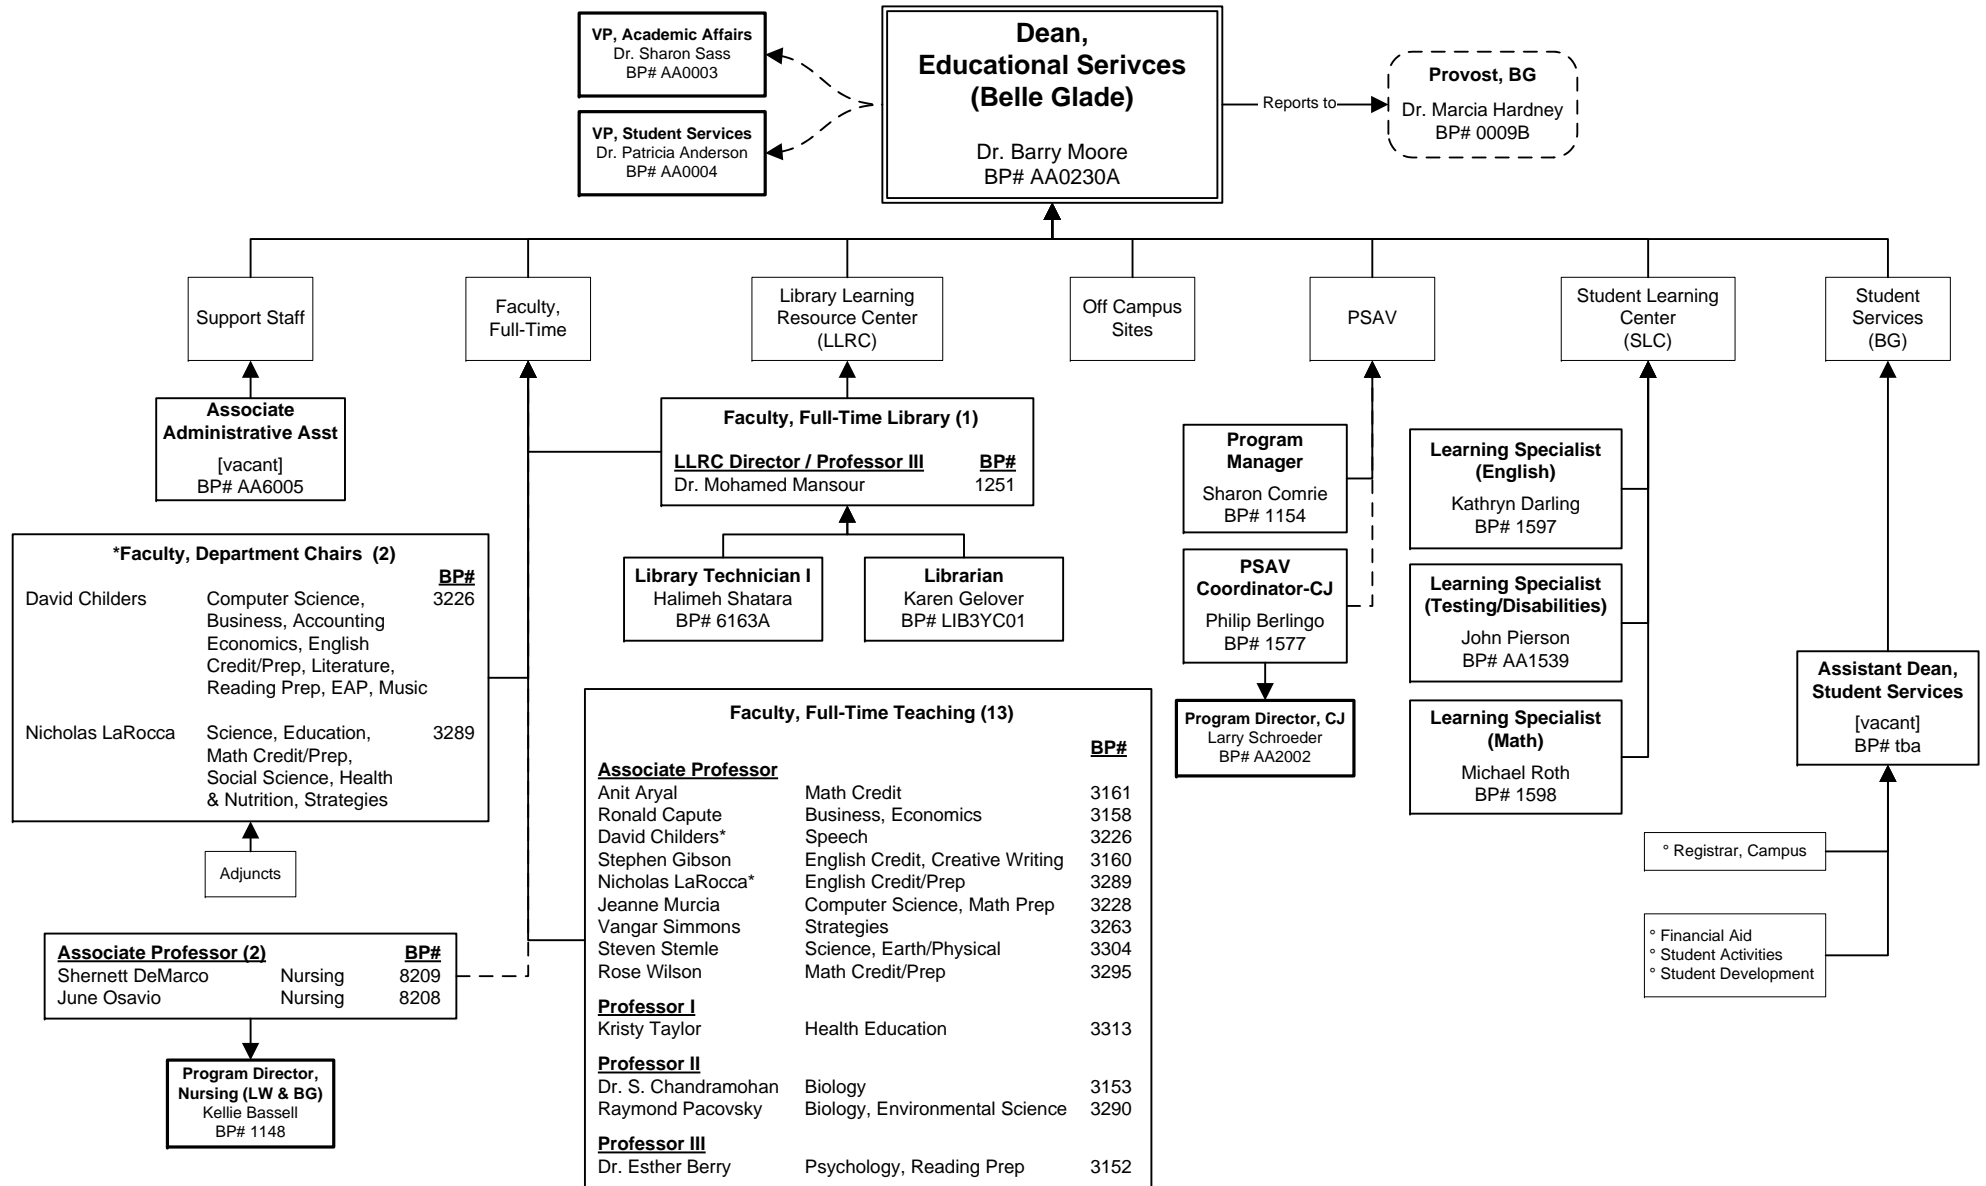 VP, Academic Affairs
Dr. Sharon Sass
BP# AA0003
VP, Student Services
Dr. Patricia Anderson
BP# AA0004
Dean,
Educational Serivces
(Belle Glade)
Dr. Barry Moore
BP# AA0230A
Reports to
Provost, BG
Dr. Marcia Hardney
BP# 0009B
Support Staff
Faculty,
Full-Time
Library Learning
Resource Center
(LLRC)
Off Campus
Sites
PSAV
Student Learning
Center
(SLC)
Student
Services
(BG)
Associate
Administrative Asst
[vacant]
BP# AA6005
Faculty, Full-Time Library (1)
LLRC Director / Professor III BP#
Dr. Mohamed Mansour 1251
Library Technician I
Halimeh Shatara
BP# 6163A
Librarian
Karen Gelover
BP# LIB3YC01
Program
Manager
Sharon Comrie
BP# 1154
PSAV
Coordinator-CJ
Philip Berlingo
BP# 1577
Program Director, CJ
Larry Schroeder
BP# AA2002
Learning Specialist
(English)
Kathryn Darling
BP# 1597
Learning Specialist
(Testing/Disabilities)
John Pierson
BP# AA1539
Learning Specialist
(Math)
Michael Roth
BP# 1598
Assistant Dean,
Student Services
[vacant]
BP# tba
° Registrar, Campus
° Financial Aid
° Student Activities
° Student Development
*Faculty, Department Chairs (2)
BP#
David Childers Computer Science, 3226
Business, Accounting
Economics, English
Credit/Prep, Literature,
Reading Prep, EAP, Music
Nicholas LaRocca Science, Education, 3289
Math Credit/Prep,
Social Science, Health
& Nutrition, Strategies
Adjuncts
Associate Professor (2) BP#
Shernett DeMarco Nursing 8209
June Osavio Nursing 8208
Program Director,
Nursing (LW & BG)
Kellie Bassell
BP# 1148
Faculty, Full-Time Teaching (13)
BP#
Associate Professor
Anit Aryal Math Credit 3161
Ronald Capute Business, Economics 3158
David Childers* Speech 3226
Stephen Gibson English Credit, Creative Writing 3160
Nicholas LaRocca* English Credit/Prep 3289
Jeanne Murcia Computer Science, Math Prep 3228
Vangar Simmons Strategies 3263
Steven Stemle Science, Earth/Physical 3304
Rose Wilson Math Credit/Prep 3295
Professor I
Kristy Taylor Health Education 3313
Professor II
Dr. S. Chandramohan Biology 3153
Raymond Pacovsky Biology, Environmental Science 3290
Professor III
Dr. Esther Berry Psychology, Reading Prep 3152